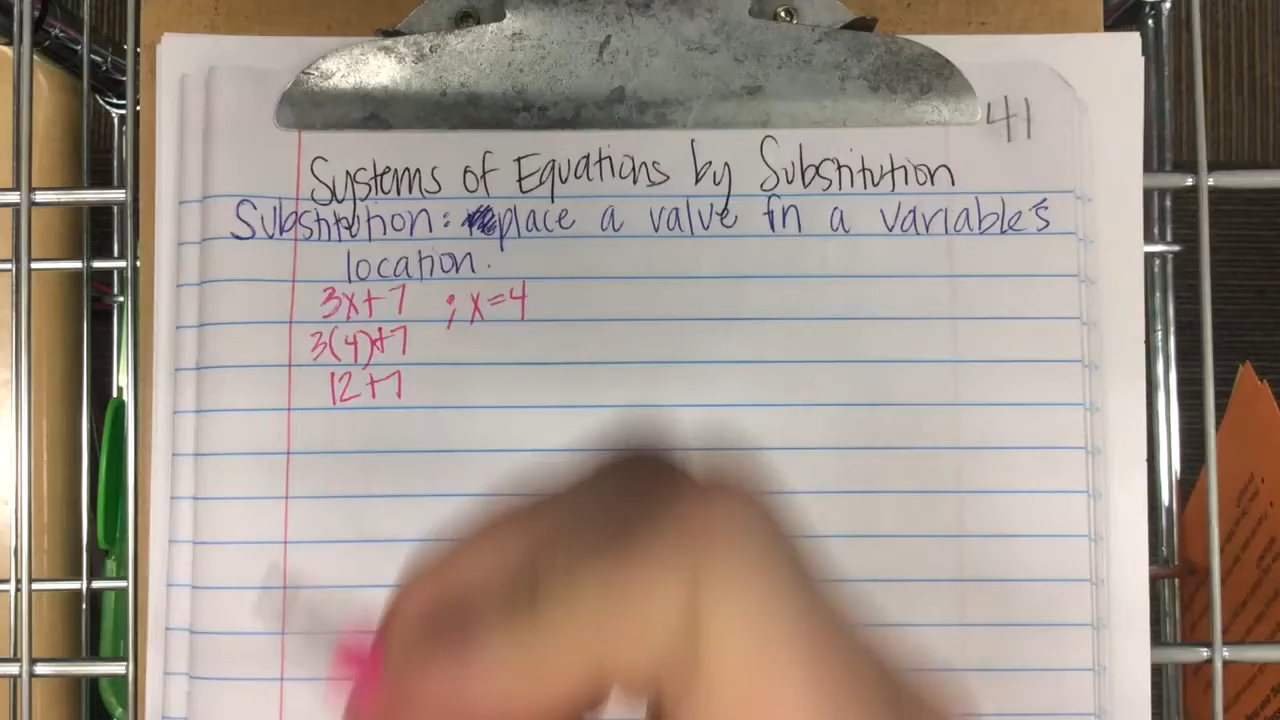 41
Systems of Equations by Substitution
Substitution: place a value in a variable's
location.
3x+7 ; x=4
3(4)+7
12+7